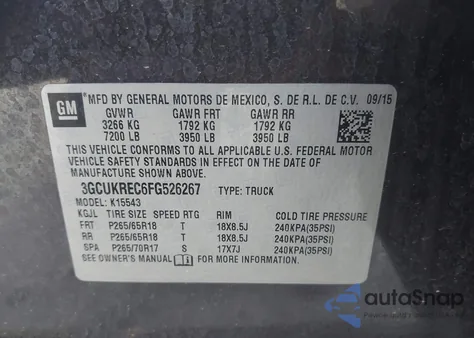 GM MFD BY GENERAL MOTORS DE MEXICO, S. DE R.L. DE C.V. 09/15
GVWR GAWR FRT GAWR RR
3266 KG 1792 KG 1792 KG
7200 LB 3950 LB 3950 LB
THIS VEHICLE CONFORMS TO ALL APPLICABLE U.S. FEDERAL MOTOR
VEHICLE SAFETY STANDARDS IN EFFECT ON THE DATE OF
MANUFACTURE SHOWN ABOVE.
3GCUKREC6FG526267 TYPE: TRUCK
MODEL: K15543
KGJL TIRE SIZE SPEED RTG RIM COLD TIRE PRESSURE
FRT P265/65R18 T 18X8.5J 240KPA(35PSI)
RR P265/65R18 T 18X8.5J 240KPA(35PSI)
SPA P265/70R17 S 17X7J 240KPA(35PSI)
SEE OWNER'S MANUAL FOR MORE INFORMATION.
autoSnap